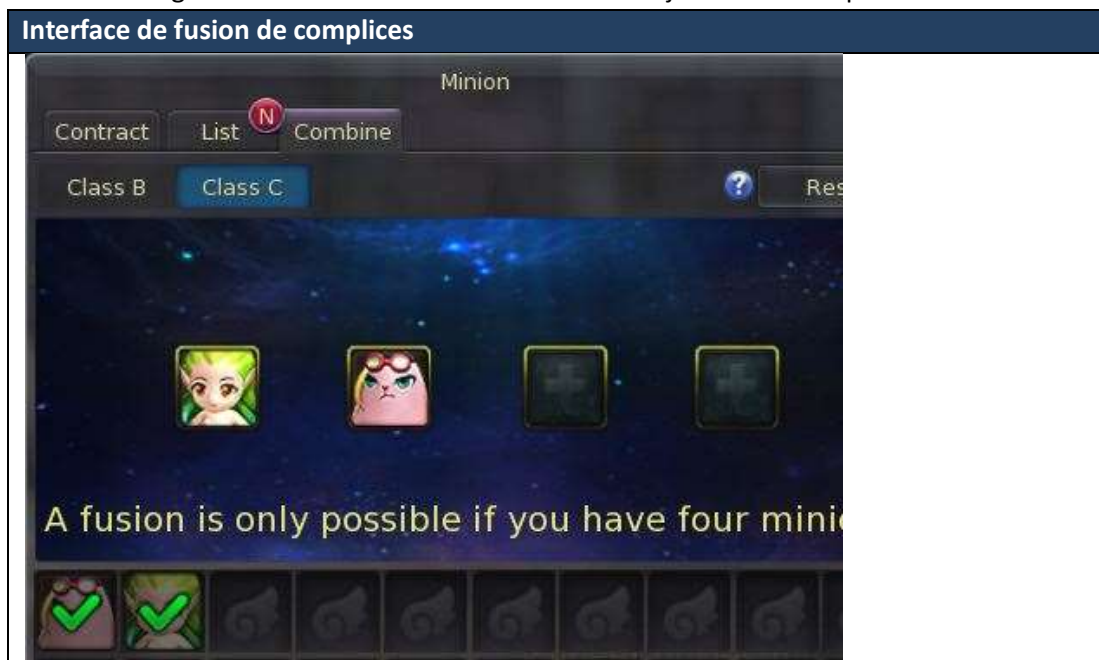 Interface de fusion de complices
Minion
Contract List N Combine
Class B Class C ? Res
A fusion is only possible if you have four mini